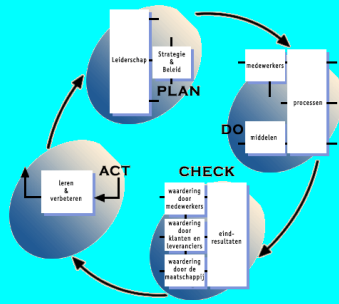 Leiderschap
Strategie
&
Beleid
PLAN
medewerkers
processen
DO
middelen
CHECK
waardering
door
medewerkers
waardering
door
klanten en
leveranciers
waardering
door de
maatschappij
eind-
resultaten
ACT
leren
&
verbeteren